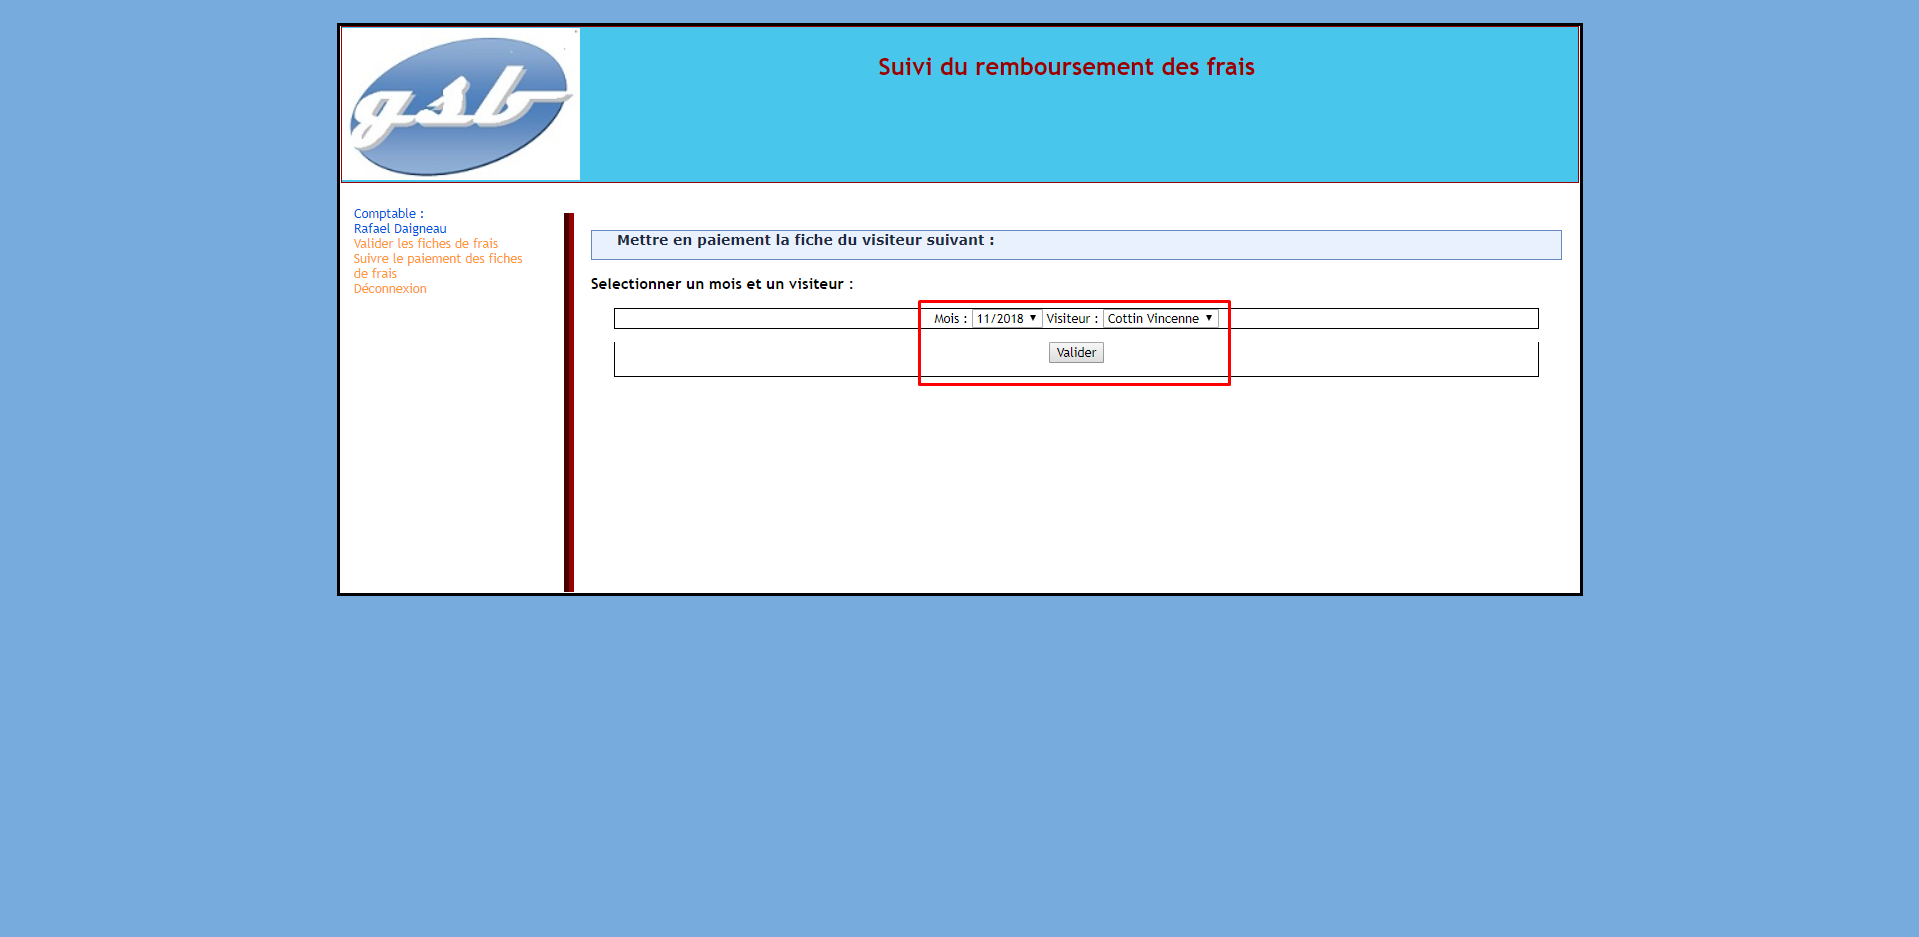 gsb
Suivi du remboursement des frais
Comptable :
Rafael Daigneau
Valider les fiches de frais
Suivre le paiement des fiches
de frais
Déconnexion
Mettre en paiement la fiche du visiteur suivant :
Selectionner un mois et un visiteur :
Mois : 11/2018 Visiteur : Cottin Vincenne
Valider